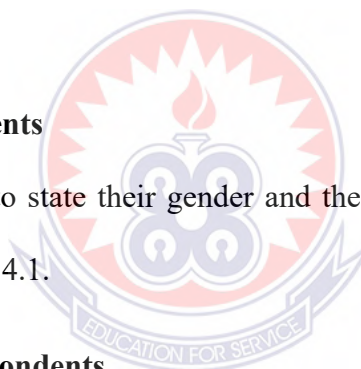 ents
o state their gender and the
4.1.
EDUCATION FOR SERVICE
ondents